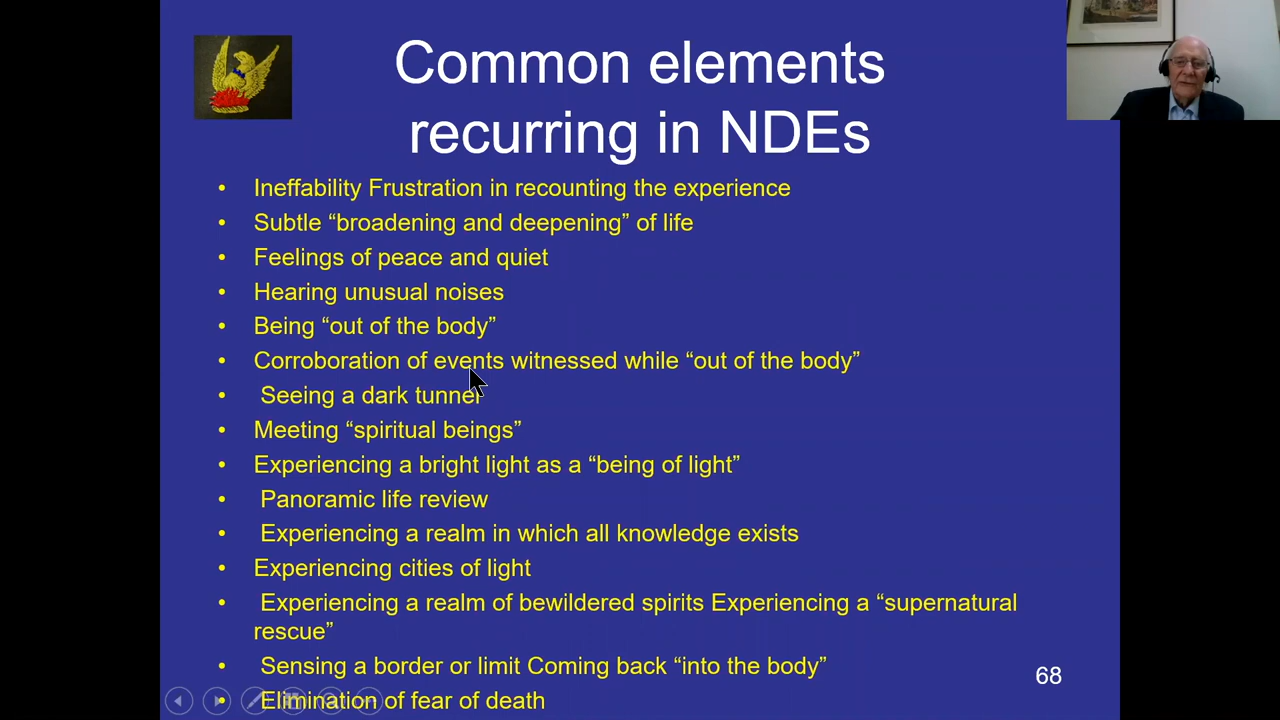 Common elements
recurring in NDEs
• Ineffability Frustration in recounting the experience
• Subtle “broadening and deepening” of life
• Feelings of peace and quiet
• Hearing unusual noises
• Being “out of the body”
• Corroboration of events witnessed while “out of the body”
• Seeing a dark tunnel
• Meeting “spiritual beings”
• Experiencing a bright light as a “being of light”
• Panoramic life review
• Experiencing a realm in which all knowledge exists
• Experiencing cities of light
• Experiencing a realm of bewildered spirits Experiencing a “supernatural
rescue”
• Sensing a border or limit Coming back “into the body”
• Elimination of fear of death
68